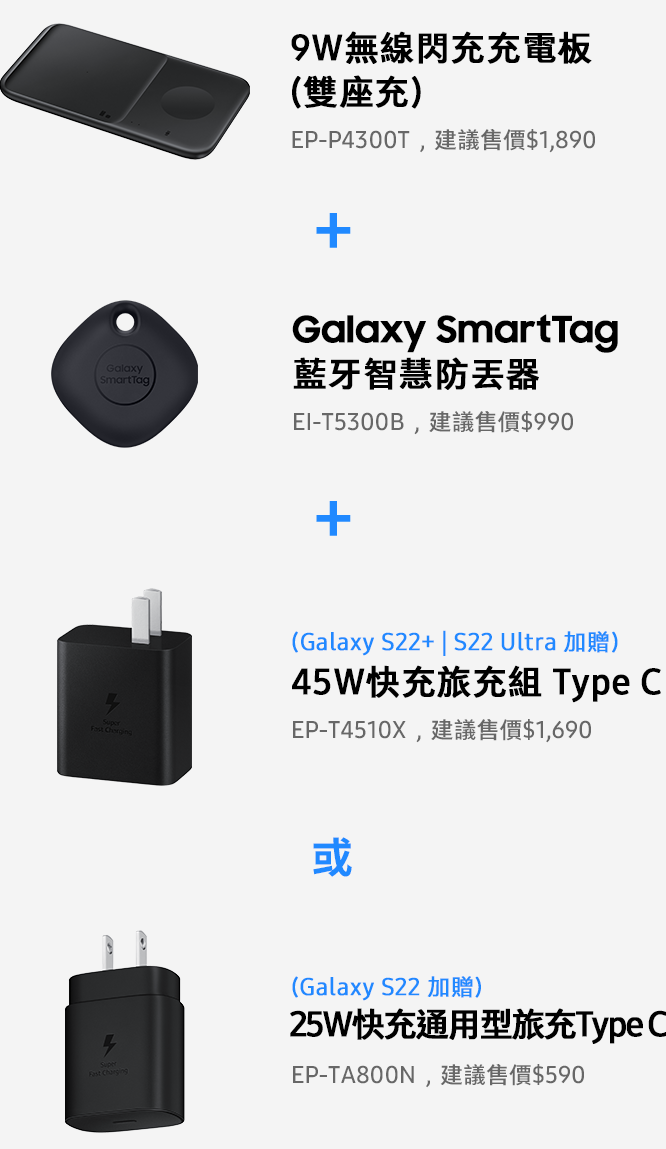 9W無線閃充充電板
(雙座充)
EP-P4300T，建議售價$1,890
+
Galaxy SmartTag
藍牙智慧防丟器
EI-T5300B，建議售價$990
Galaxy
SmartTag
+
(Galaxy S22+ | S22 Ultra 加贈)
45W快充旅充組 Type C
EP-T4510X，建議售價$1,690
Super
Fast Charging
或
(Galaxy S22 加贈)
25W快充通用型旅充Type C
EP-TA800N，建議售價$590
Super
Fast Charging